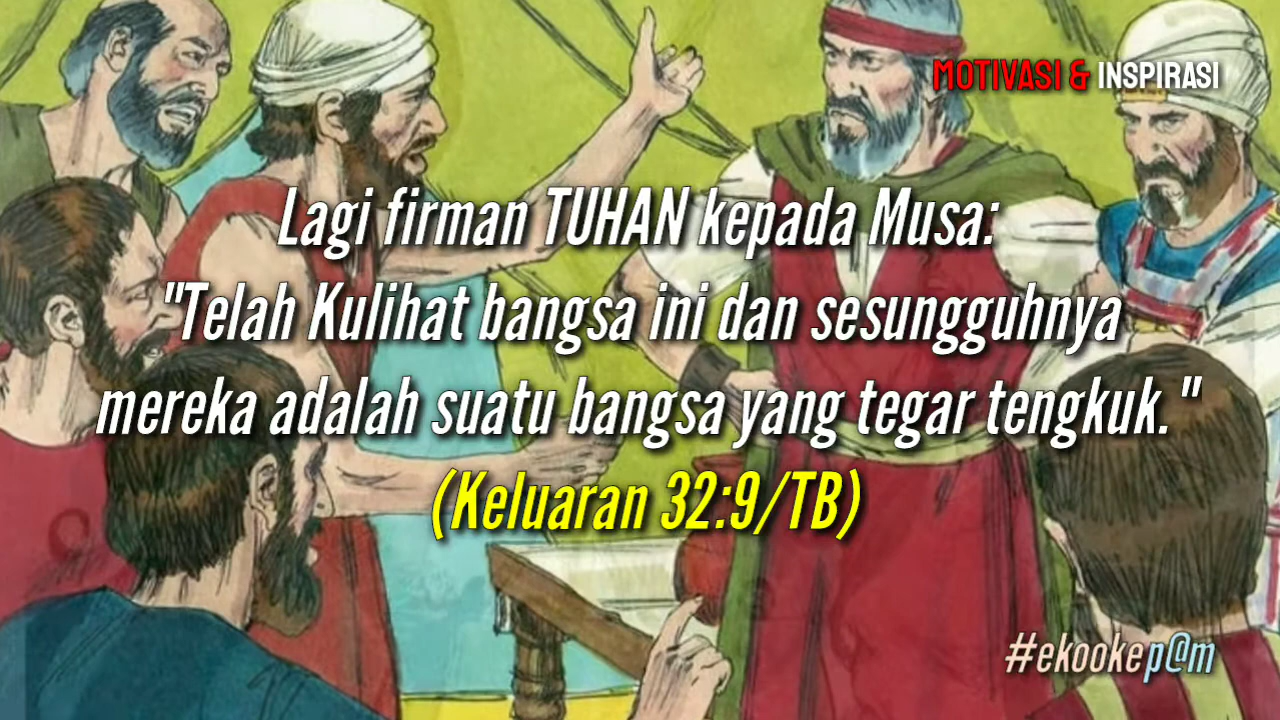 MOTIVASI & INSPIRASI
Lagi firman TUHAN kepada Musa:
"Telah Kulihat bangsa ini dan sesungguhnya
mereka adalah suatu bangsa yang tegar tengkuk."
(Keluaran 32:9/TB)
#ekookep@m